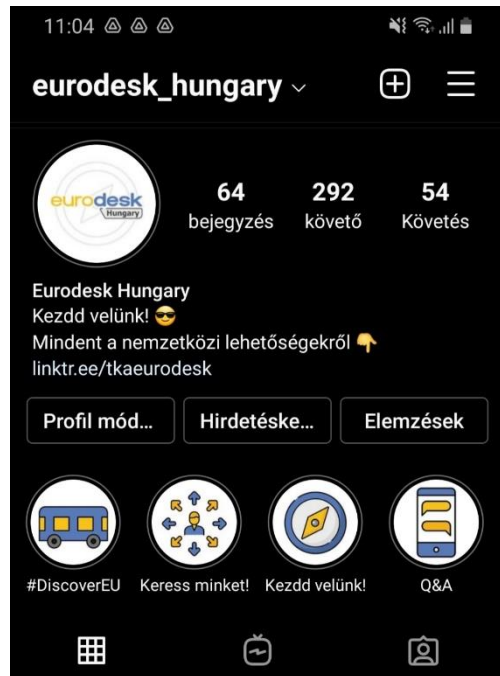 11:04
eurodesk_hungary
eurodesk
Hungary
64 292 54
bejegyzés követő Követés
Eurodesk Hungary
Kezdd velünk! 😎
Mindent a nemzetközi lehetőségekről 👇
linktr.ee/tkaeurodesk
Profil mód... Hirdetéske... Elemzések
#DiscoverEU Keress minket! Kezdd velünk! Q&A